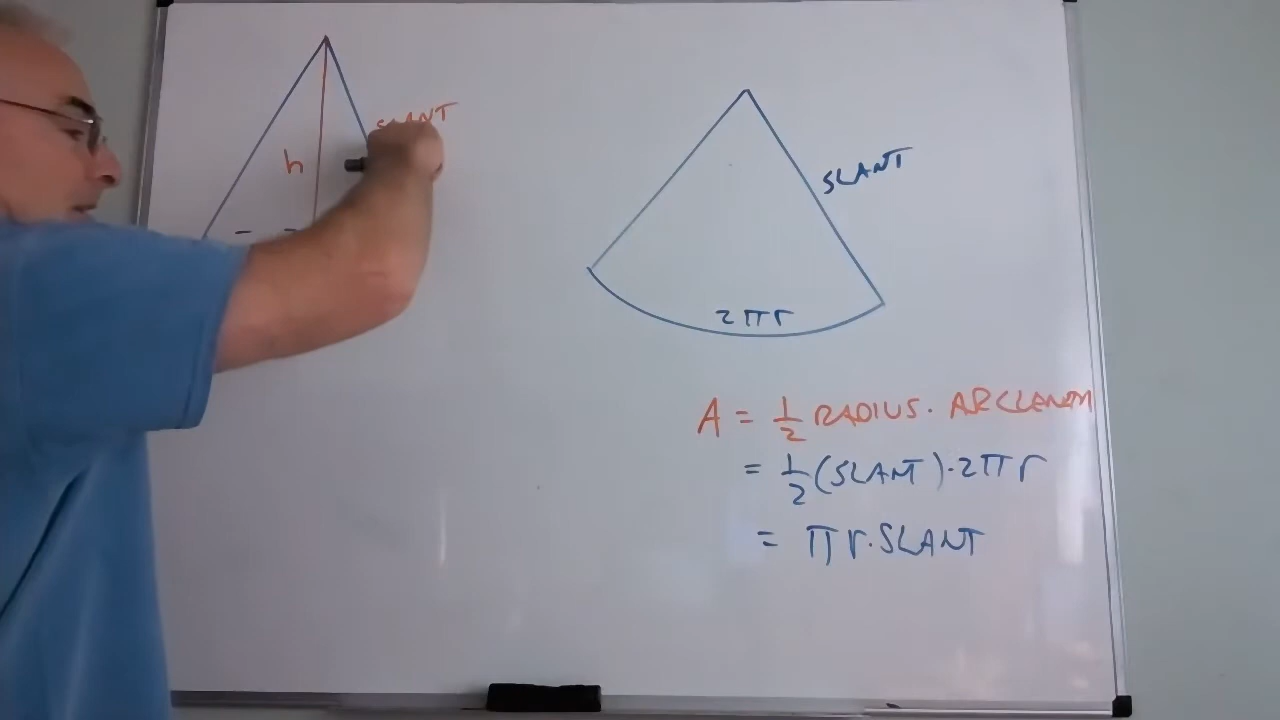 SLANT
h
SLANT
2πr
A = 1/2 RADIUS. ARCLENGTH
= 1/2 (SLANT)·2πr
= πr·SLANT